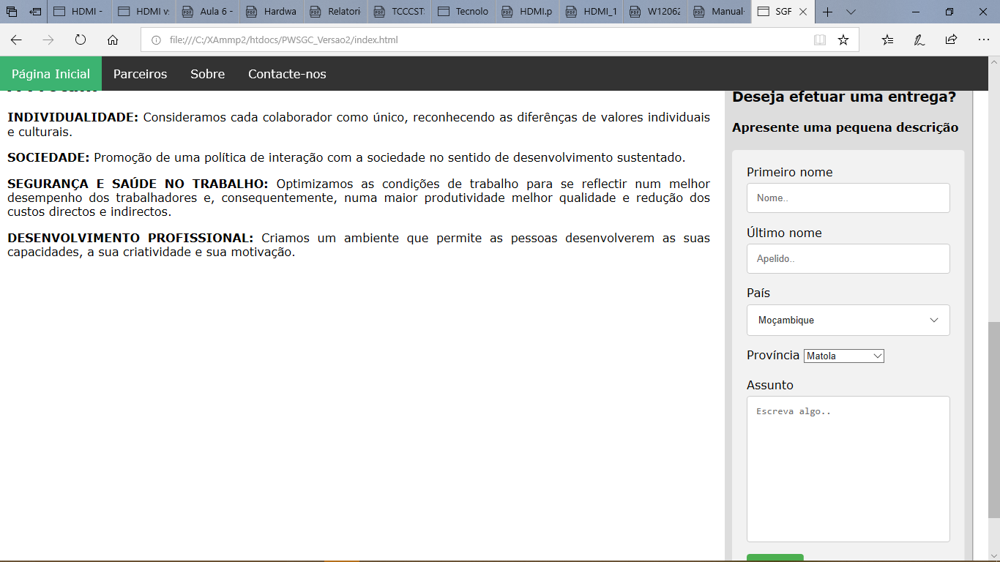 HDMI -
HDMI v
Aula 6 -
Hardwa
Relatori
TCCCST
Tecnolo
HDMI.p
HDMI_1
W1206
Manual
SGF
file:///C:/XAmmp2/htdocs/PWSGC_Versao2/index.html
Página Inicial
Parceiros
Sobre
Contacte-nos
INDIVIDUALIDADE: Consideramos cada colaborador como único, reconhecendo as diferênças de valores individuais
e culturais.
SOCIEDADE: Promoção de uma política de interação com a sociedade no sentido de desenvolvimento sustentado.
SEGURANÇA E SAÚDE NO TRABALHO: Optimizamos as condições de trabalho para se reflectir num melhor
desempenho dos trabalhadores e, consequentemente, numa maior produtividade melhor qualidade e redução dos
custos directos e indirectos.
DESENVOLVIMENTO PROFISSIONAL: Criamos um ambiente que permite as pessoas desenvolverem as suas
capacidades, a sua criatividade e sua motivação.
Deseja efetuar uma entrega?
Apresente uma pequena descrição
Primeiro nome
Nome..
Último nome
Apelido..
País
Moçambique
Província Matola
Assunto
Escreva algo..